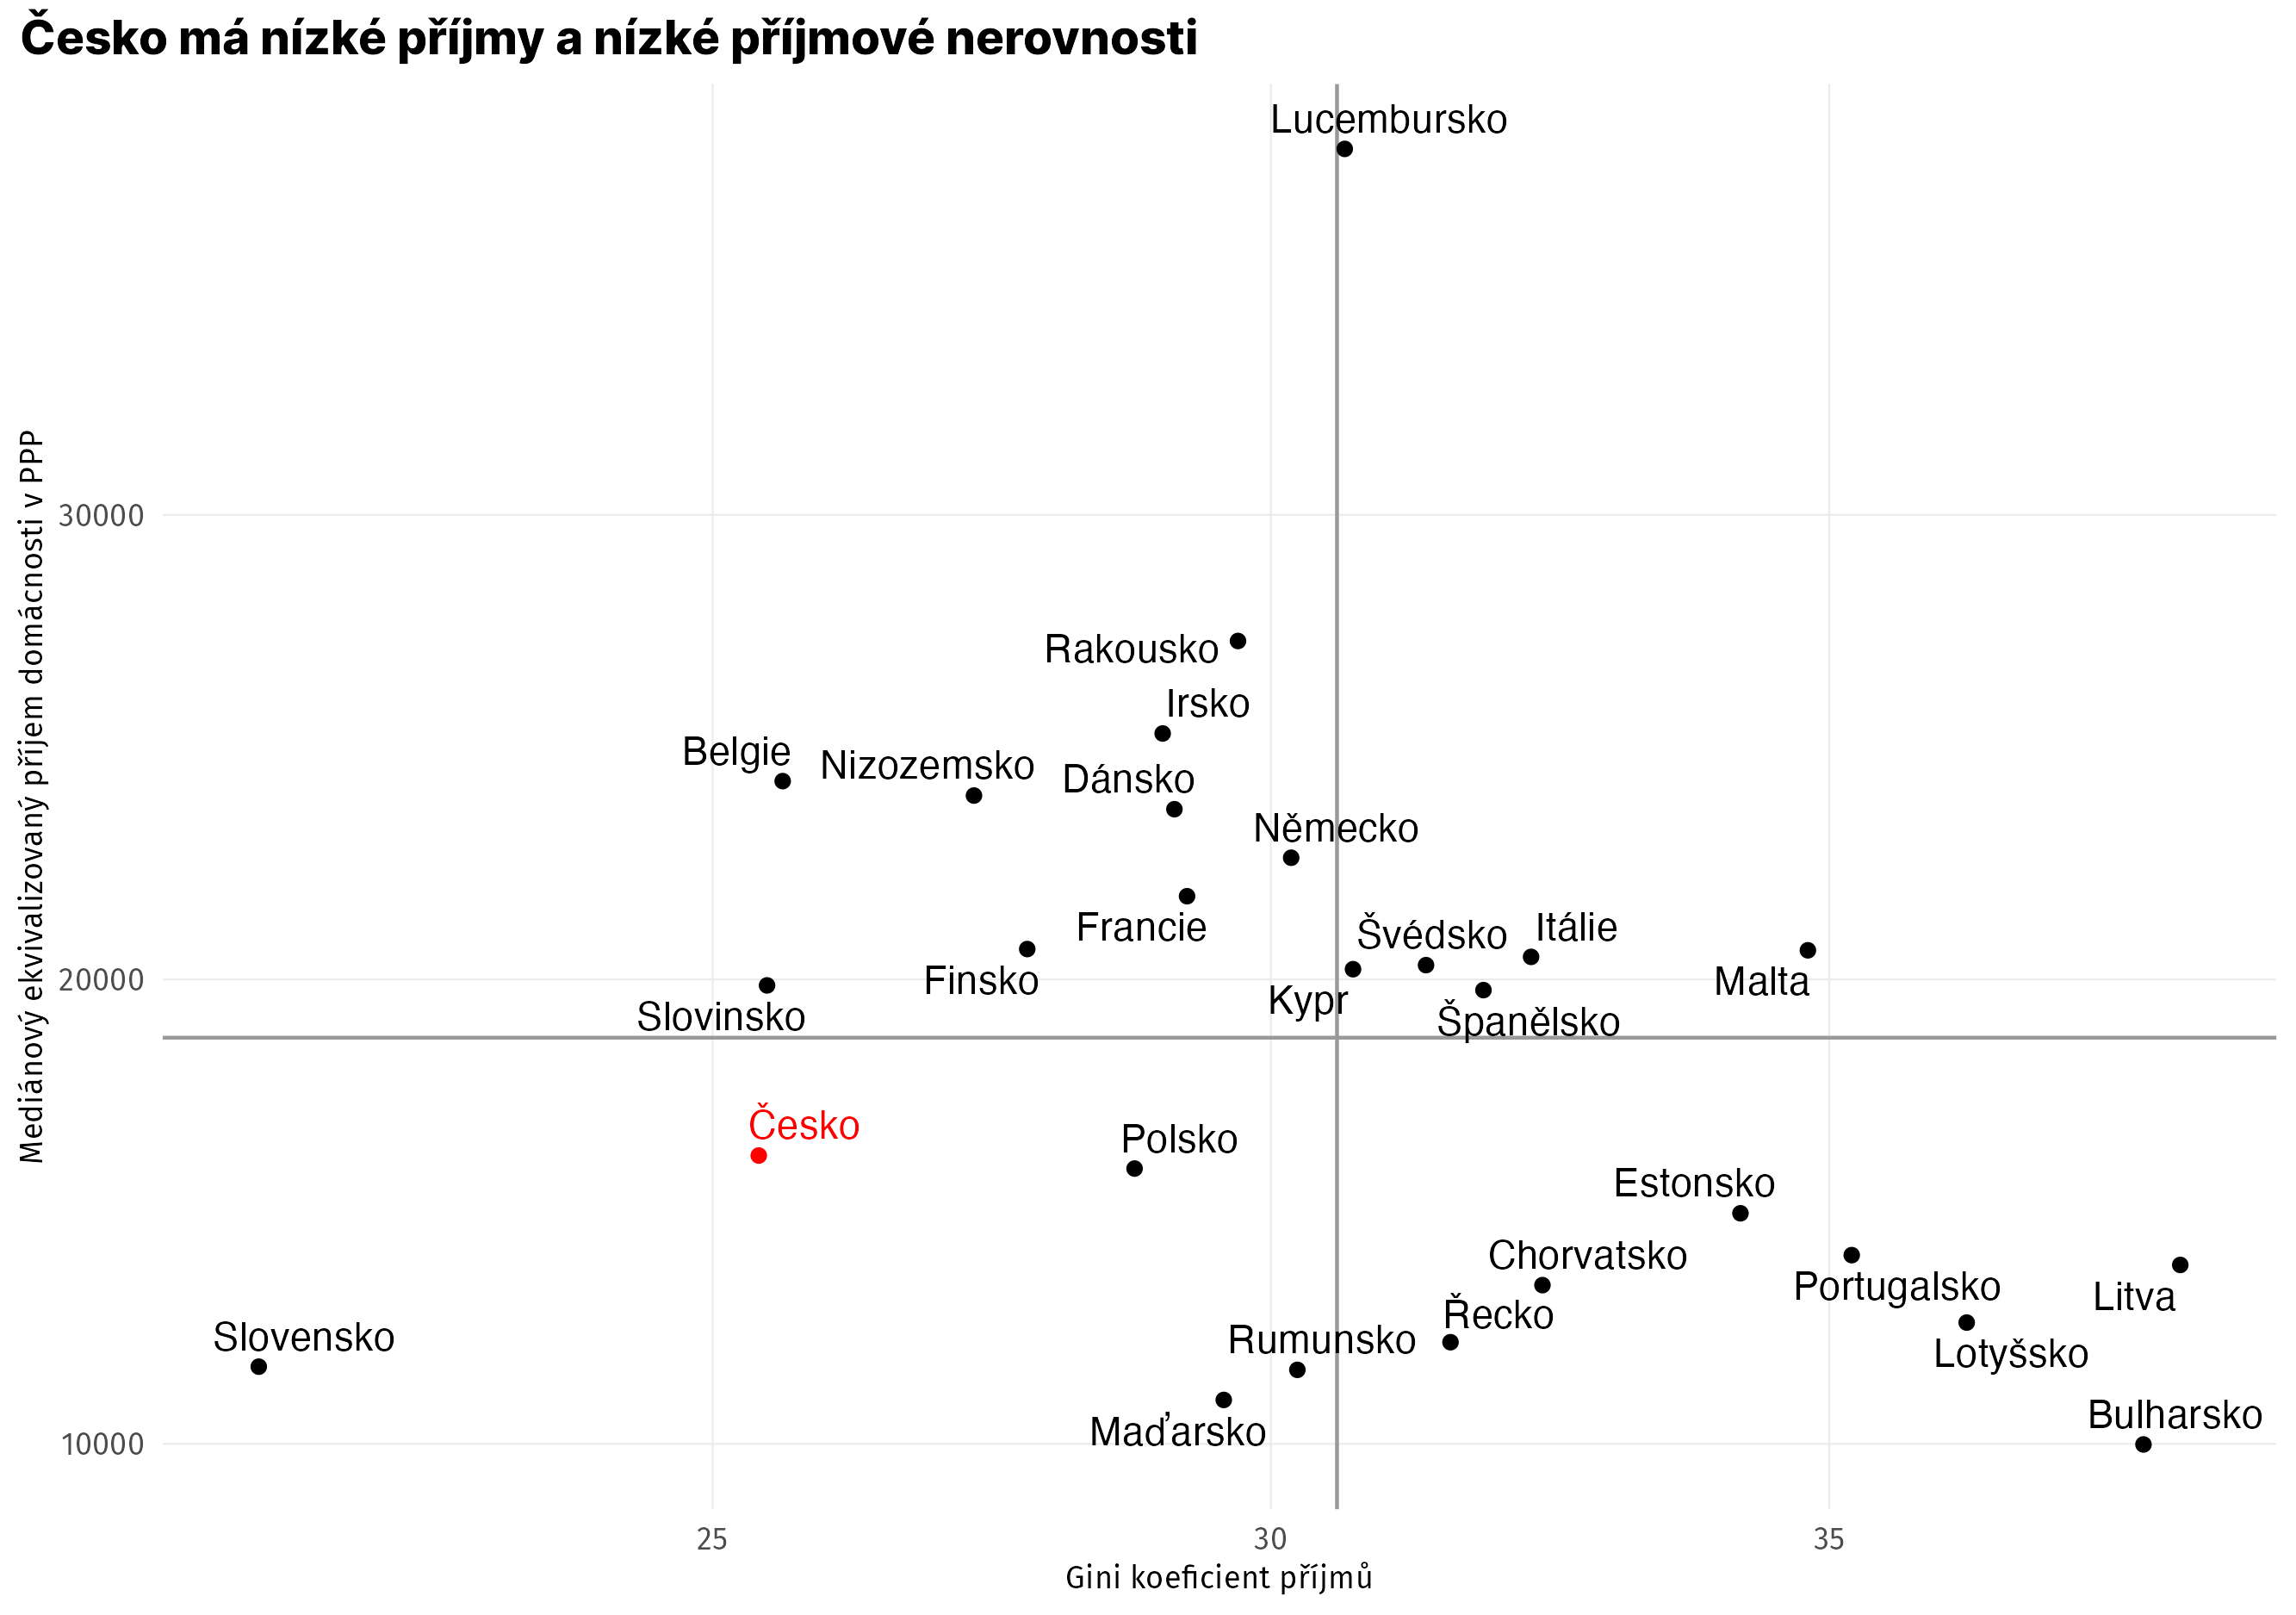 Česko má nízké příjmy a nízké příjmové nerovnosti
Lucembursko
Mediánový ekvivalizovaný příjem domácnosti v PPP
30000
Rakousko
Irsko
Belgie
Nizozemsko
Dánsko
Německo
Francie
Švédsko
Itálie
Finsko
Malta
20000
Kypr
Slovinsko
Španělsko
Česko
Polsko
Estonsko
Chorvatsko
Portugalsko
Litva
Řecko
Slovensko
Rumunsko
Lotyšsko
Bulharsko
Maďarsko
10000
25
30
35
Gini koeficient příjmů